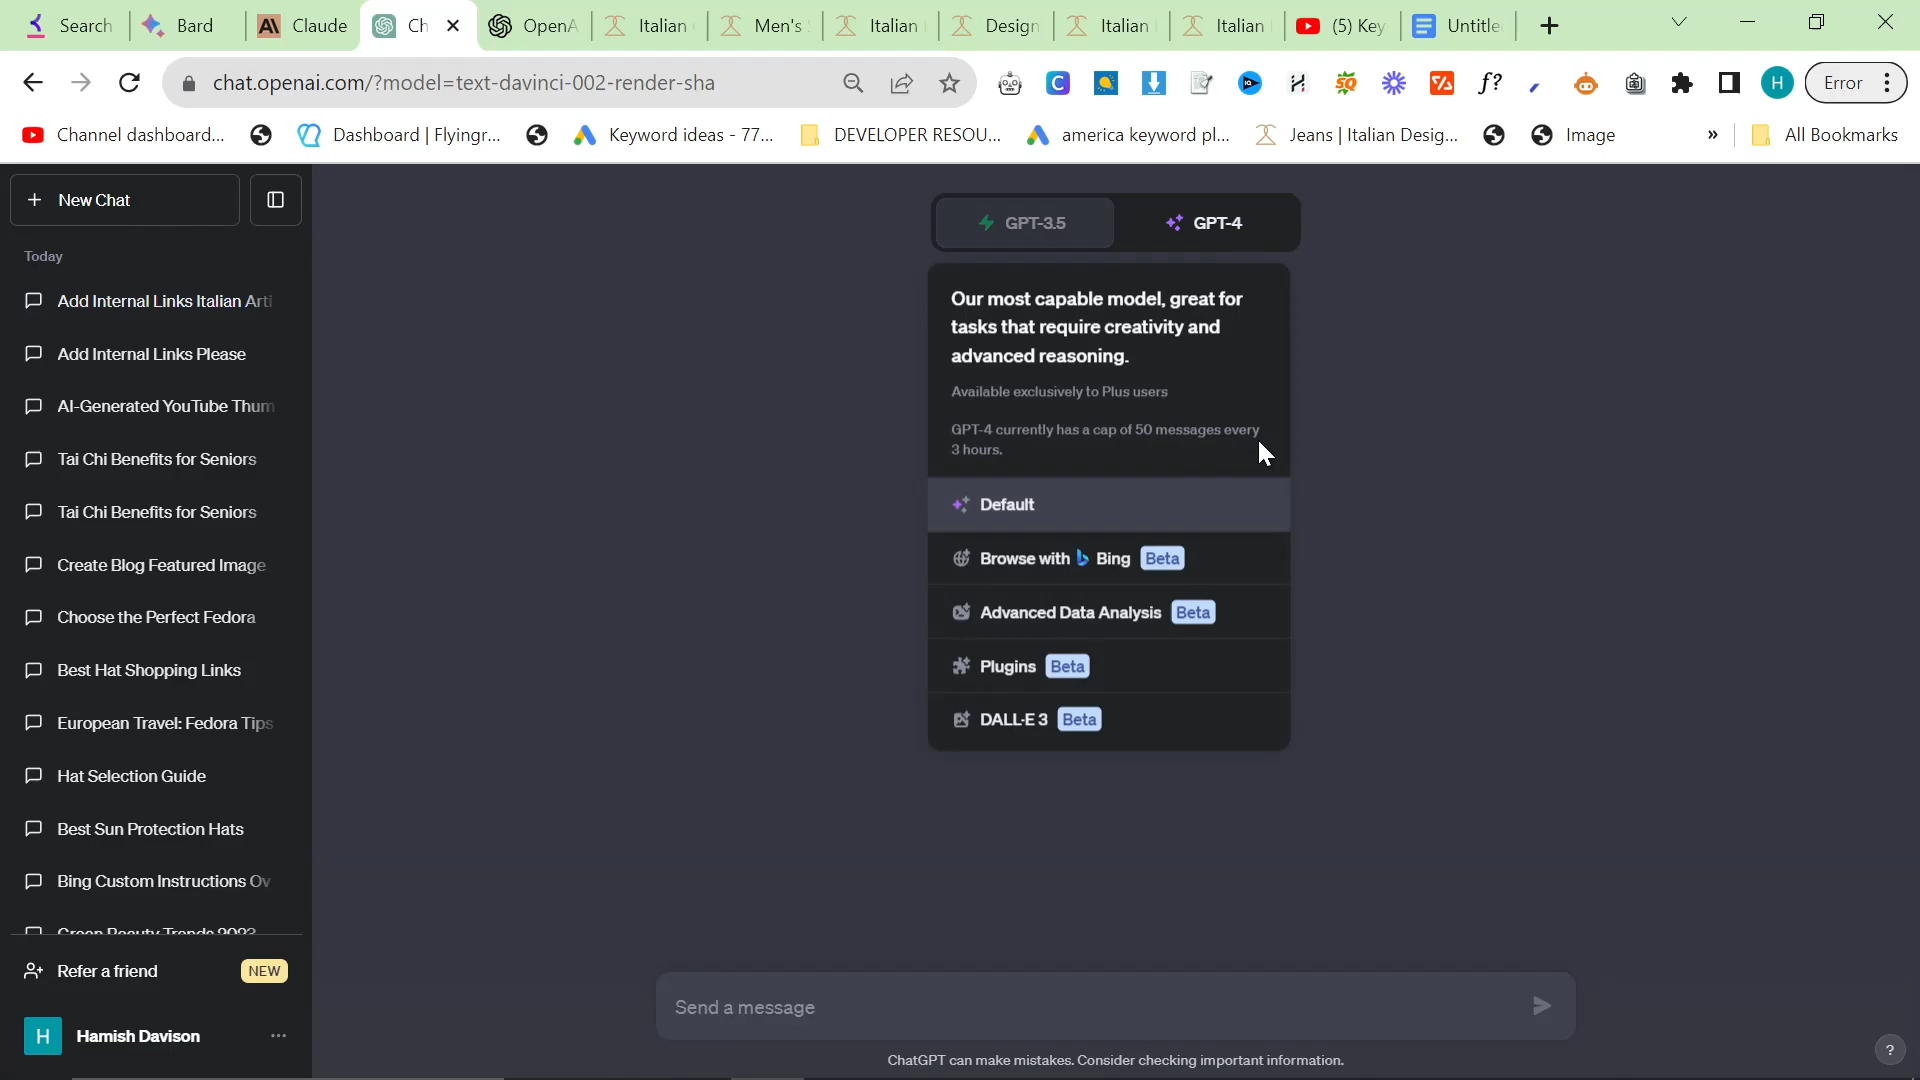 Search
Bard
Claude
Ch
OpenA
Italian
Men's
Italian
Design
Italian
Italian
(5) Key
Untitle
chat.openai.com/?model=text-davinci-002-render-sha
Error
Channel dashboard...
Dashboard | Flyingr...
Keyword ideas - 77...
DEVELOPER RESOU...
america keyword pl...
Jeans | Italian Desig...
Image
»
All Bookmarks
New Chat
Today
Add Internal Links Italian Arti
Add Internal Links Please
AI-Generated YouTube Thum
Tai Chi Benefits for Seniors
Tai Chi Benefits for Seniors
Create Blog Featured Image
Choose the Perfect Fedora
Best Hat Shopping Links
European Travel: Fedora Tips
Hat Selection Guide
Best Sun Protection Hats
Bing Custom Instructions Ov
Green Beauty Trends 2023
Refer a friend
NEW
H
Hamish Davison
GPT-3.5
GPT-4
Our most capable model, great for
tasks that require creativity and
advanced reasoning.
Available exclusively to Plus users
GPT-4 currently has a cap of 50 messages every
3 hours.
Default
Browse with Bing Beta
Advanced Data Analysis Beta
Plugins Beta
DALL·E 3 Beta
Send a message
ChatGPT can make mistakes. Consider checking important information.
?